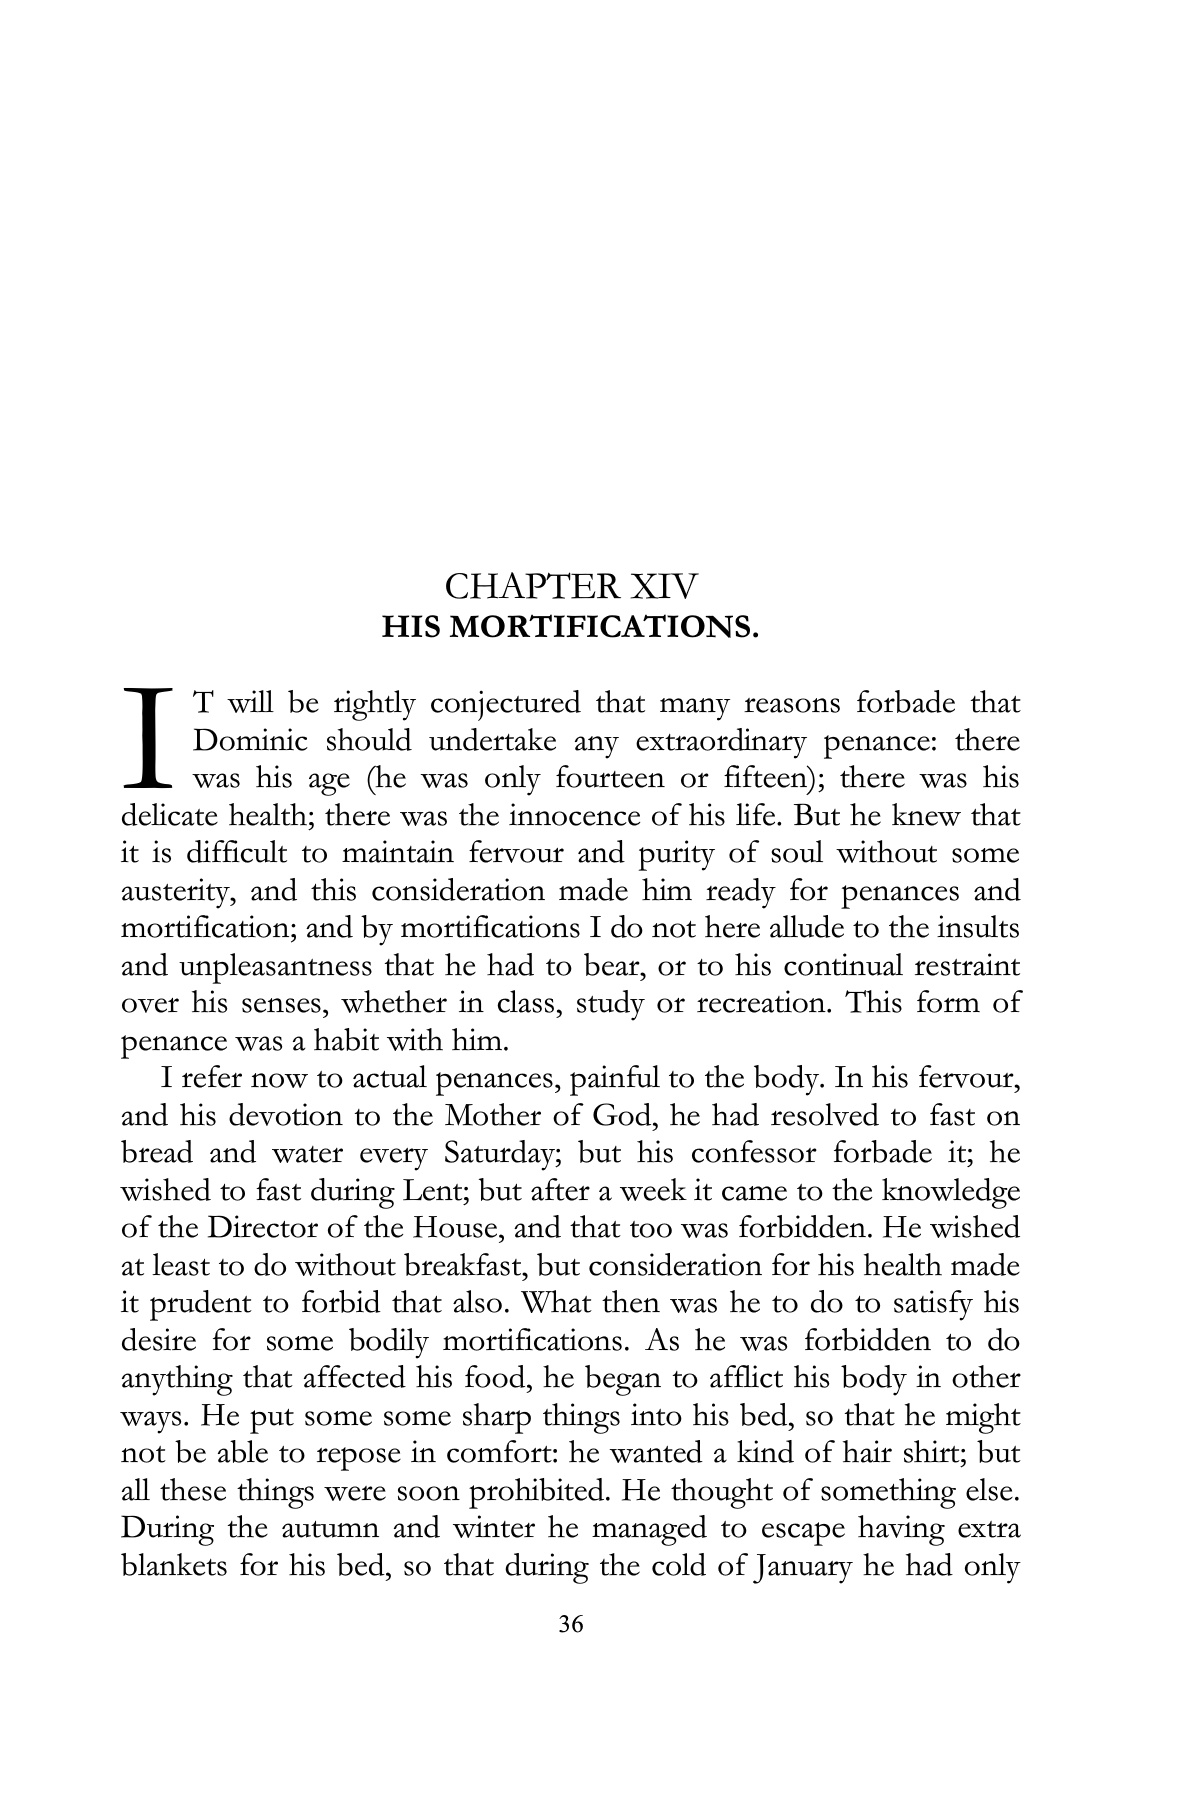 CHAPTER XIV
HIS MORTIFICATIONS.
IT will be rightly conjectured that many reasons forbade that
Dominic should undertake any extraordinary penance: there
was his age (he was only fourteen or fifteen); there was his
delicate health; there was the innocence of his life. But he knew that
it is difficult to maintain fervour and purity of soul without some
austerity, and this consideration made him ready for penances and
mortification; and by mortifications I do not here allude to the insults
and unpleasantness that he had to bear, or to his continual restraint
over his senses, whether in class, study or recreation. This form of
penance was a habit with him.
I refer now to actual penances, painful to the body. In his fervour,
and his devotion to the Mother of God, he had resolved to fast on
bread and water every Saturday; but his confessor forbade it; he
wished to fast during Lent; but after a week it came to the knowledge
of the Director of the House, and that too was forbidden. He wished
at least to do without breakfast, but consideration for his health made
it prudent to forbid that also. What then was he to do to satisfy his
desire for some bodily mortifications. As he was forbidden to do
anything that affected his food, he began to afflict his body in other
ways. He put some some sharp things into his bed, so that he might
not be able to repose in comfort: he wanted a kind of hair shirt; but
all these things were soon prohibited. He thought of something else.
During the autumn and winter he managed to escape having extra
blankets for his bed, so that during the cold of January he had only
36